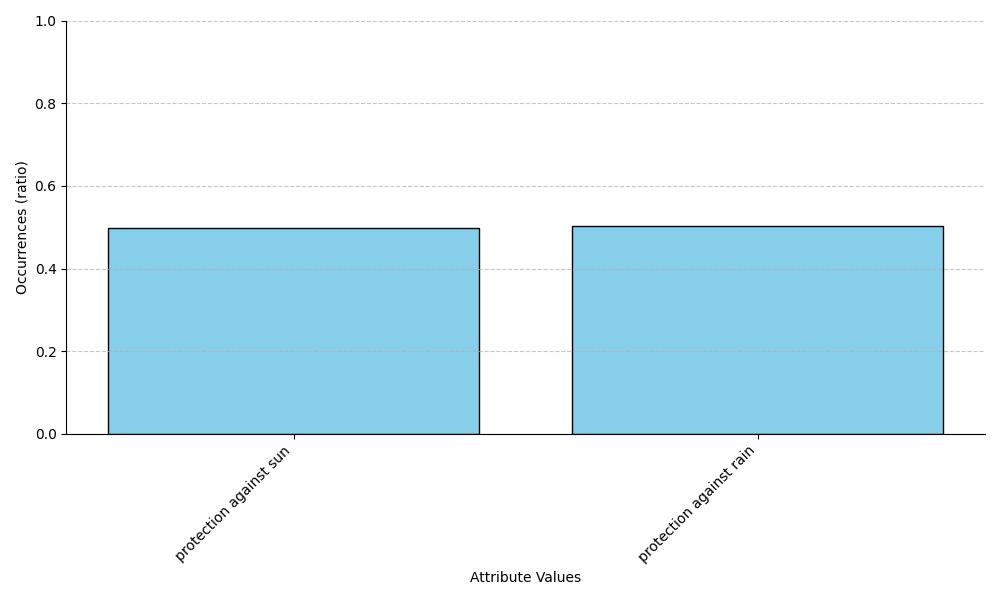 1.0
0.8
0.6
0.4
0.2
0.0
Occurrences (ratio)
protection against sun
protection against rain
Attribute Values